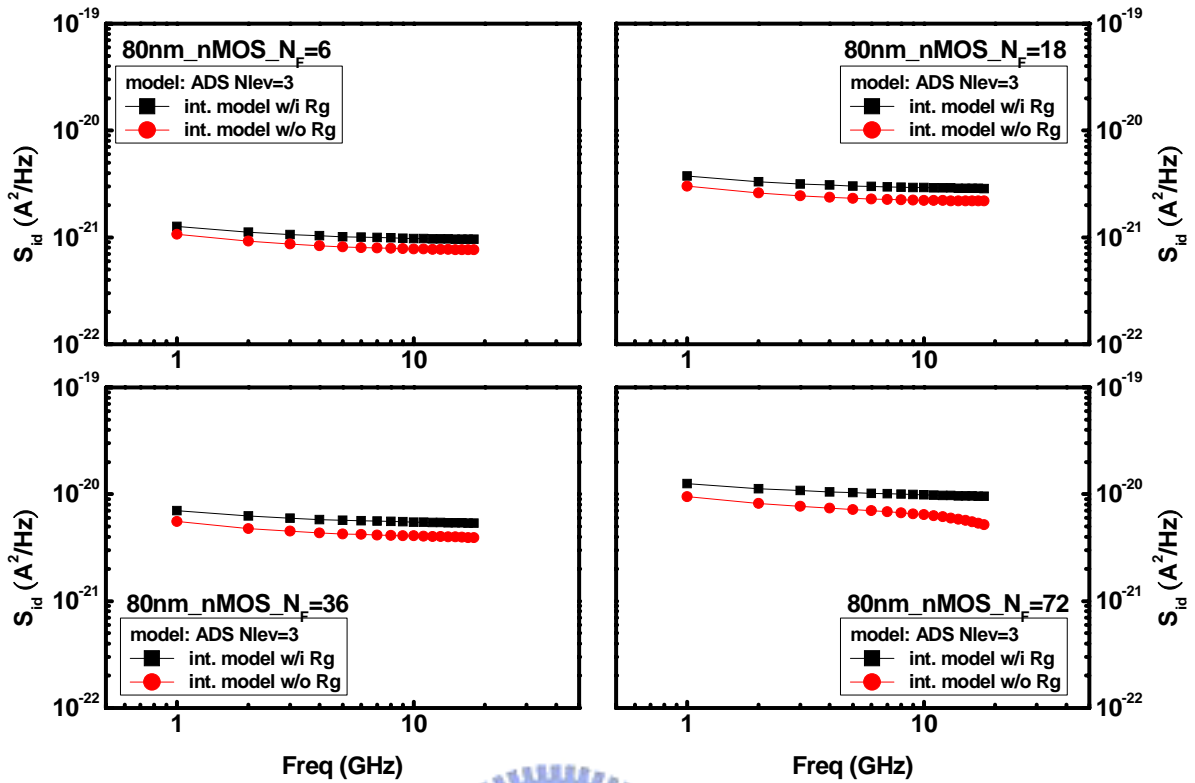 80nm_nMOS_N_F=6
model: ADS Nlev=3
int. model w/i Rg
int. model w/o Rg
10^-19
10^-20
10^-21
10^-22
S_id (A^2/Hz)
1
10
80nm_nMOS_N_F=18
model: ADS Nlev=3
int. model w/i Rg
int. model w/o Rg
10^-19
10^-20
10^-21
10^-22
S_id (A^2/Hz)
1
10
10^-19
10^-20
10^-21
10^-22
S_id (A^2/Hz)
80nm_nMOS_N_F=36
model: ADS Nlev=3
int. model w/i Rg
int. model w/o Rg
1
10
Freq (GHz)
10^-19
10^-20
10^-21
10^-22
S_id (A^2/Hz)
80nm_nMOS_N_F=72
model: ADS Nlev=3
int. model w/i Rg
int. model w/o Rg
1
10
Freq (GHz)